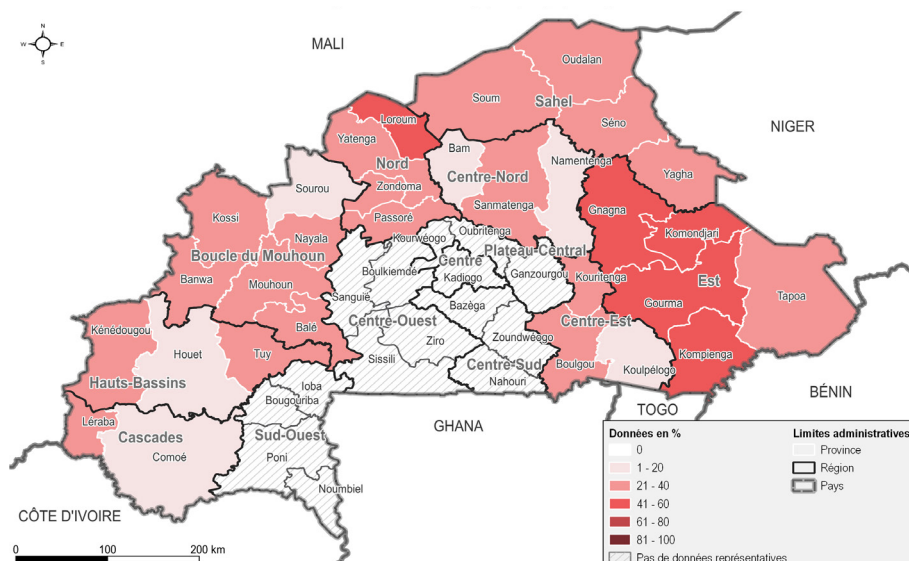 N
W E
S
MALI
NIGER
BÉNIN
TOGO
GHANA
CÔTE D'IVOIRE
Oudalan
Soum
Sahel
Séno
Yagha
Loroum
Yatenga
Nord
Zondoma
Passoré
Bam
Namentenga
Centre-Nord
Sanmatenga
Sourou
Kossi
Nayala
Boucle du Mouhoun
Banwa
Mouhoun
Balé
Gnagna
Komondjari
Est
Gourma
Tapoa
Kompienga
Oubritenga
Kourwéogo
Plateau-Central
Ganzourgou
Centre
Kadiogo
Boulkiemdé
Sanguié
Centre-Ouest
Ziro
Sissili
Bazèga
Zoundwéogo
Centre-Sud
Nahouri
Kouritenga
Centre-Est
Boulgou
Koulpélogo
Kénédougou
Houet
Tuy
Hauts-Bassins
Léraba
Cascades
Comoé
Ioba
Bougouriba
Sud-Ouest
Poni
Noumbiel
Données en %
0
1 - 20
21 - 40
41 - 60
61 - 80
81 - 100
Pas de données représentatives
Limites administratives
Province
Région
Pays
0 100 200 km